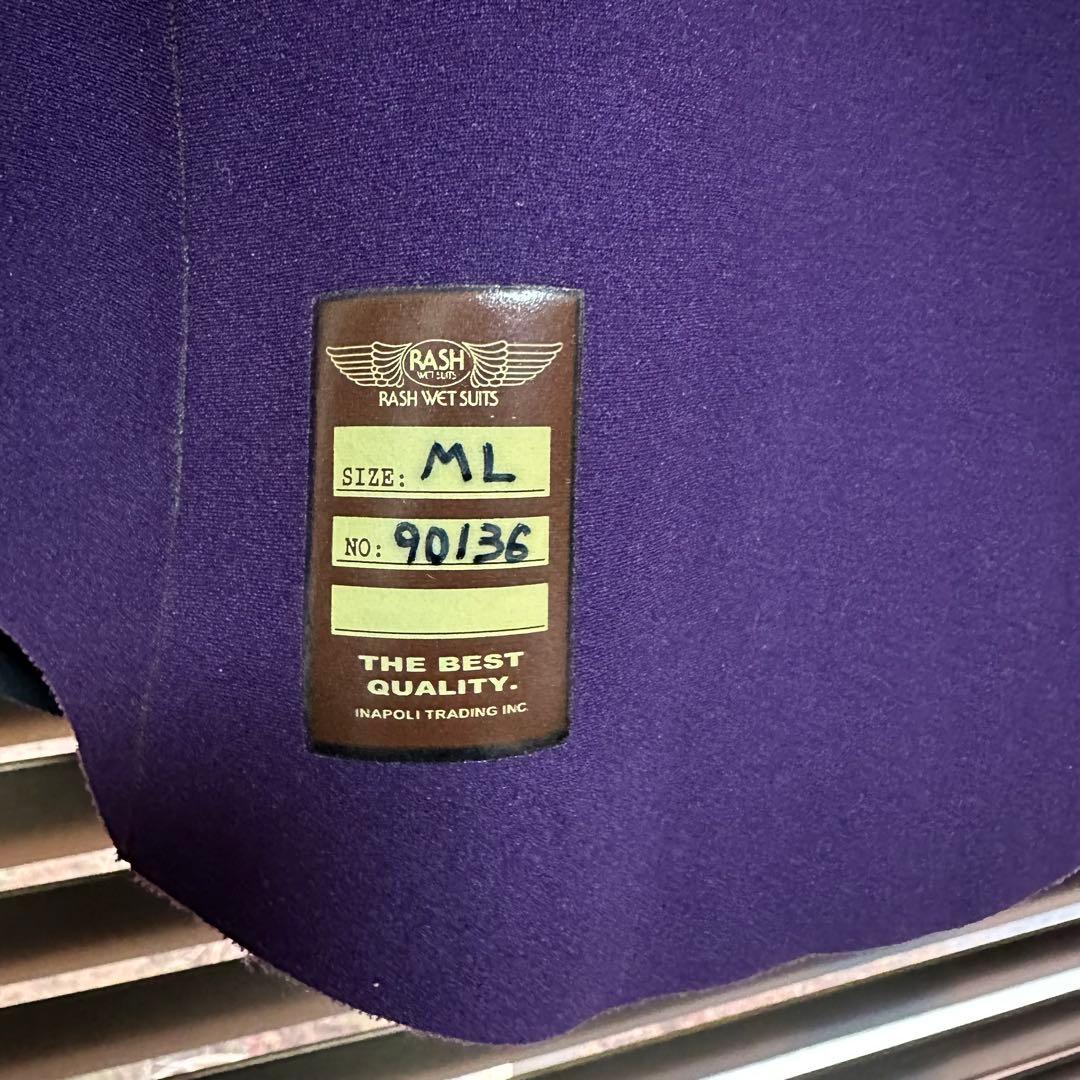 RASH
WET SUITS
RASH WET SUITS
SIZE: ML
NO: 90136
THE BEST
QUALITY.
INAPOLI TRADING INC.